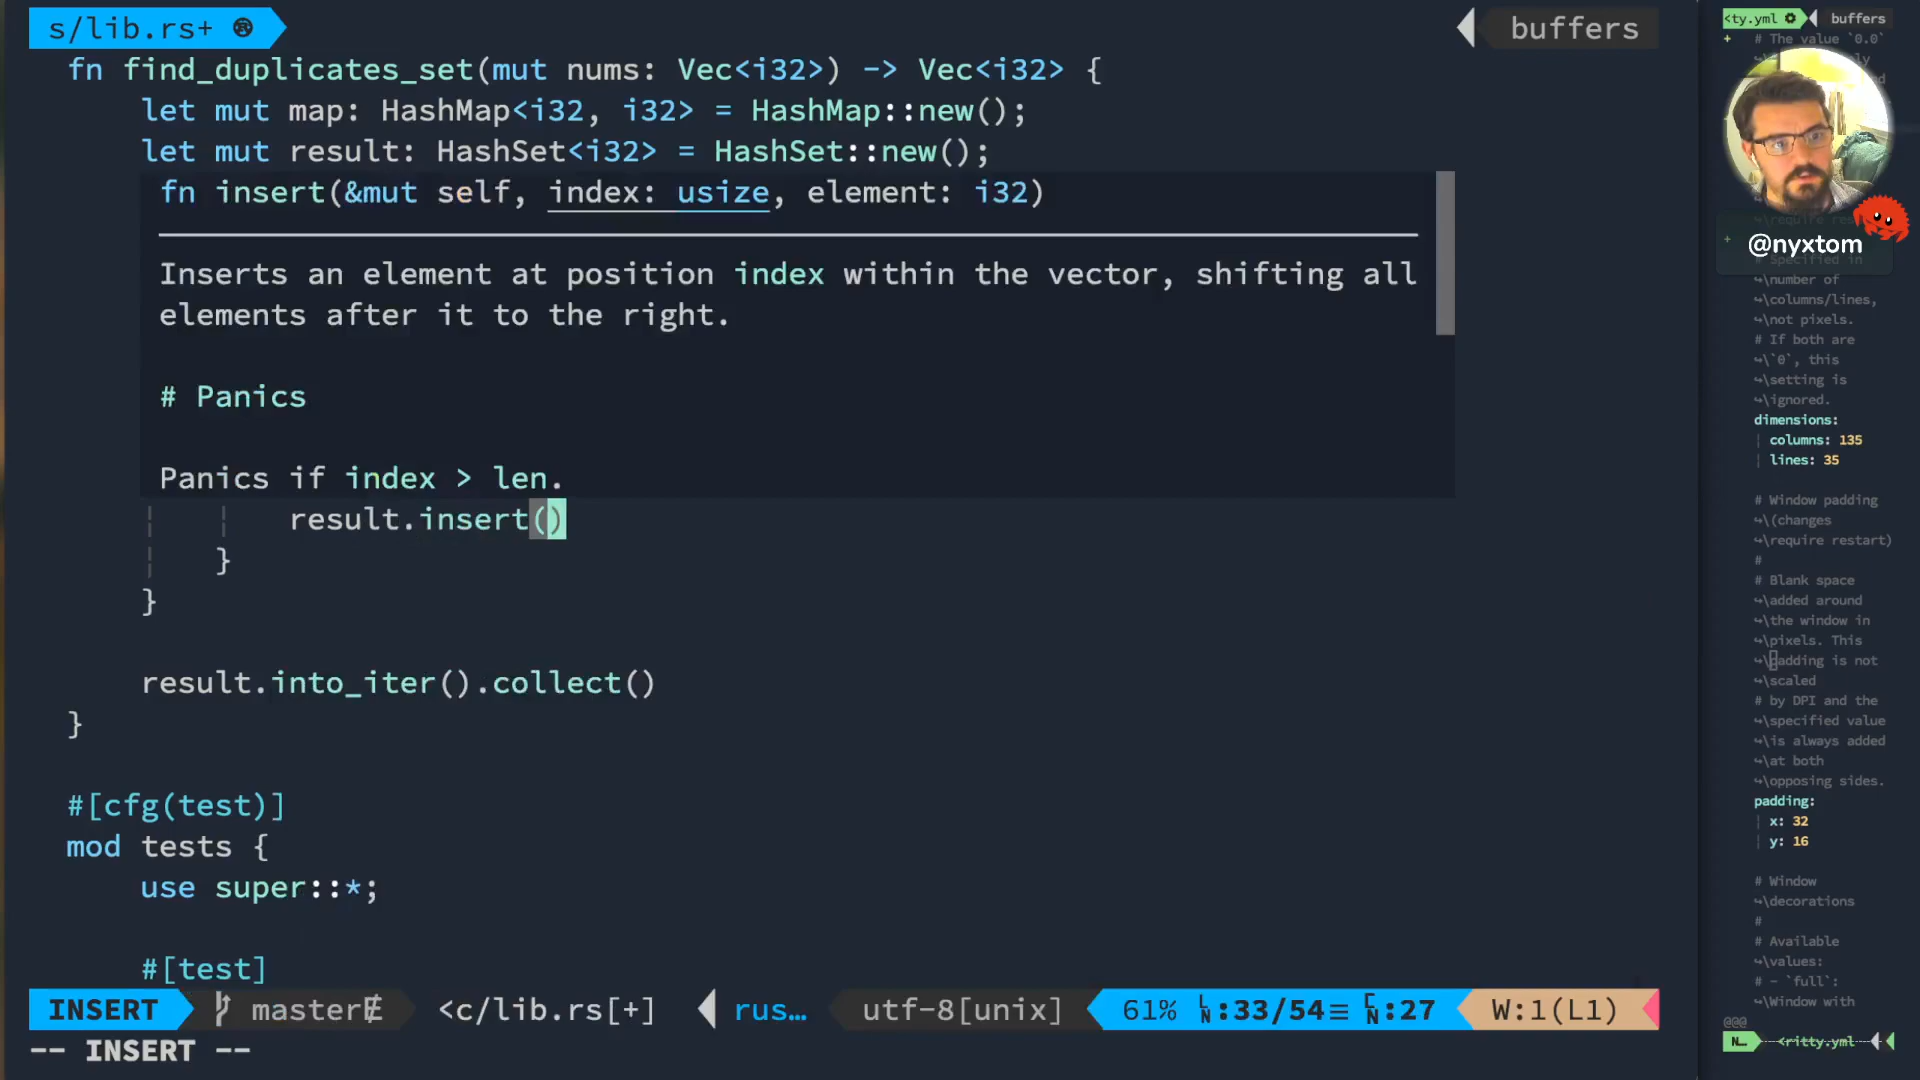 s/lib.rs+
buffers
fn find_duplicates_set(mut nums: Vec<i32>) -> Vec<i32> {
let mut map: HashMap<i32, i32> = HashMap::new();
let mut result: HashSet<i32> = HashSet::new();
fn insert(&mut self, index: usize, element: i32)
Inserts an element at position index within the vector, shifting all
elements after it to the right.
# Panics
Panics if index > len.
result.insert()
}
}
result.into_iter().collect()
}
#[cfg(test)]
mod tests {
use super::*;
#[test]
INSERT
master
<c/lib.rs[+]
rus…
utf-8[unix]
61% LN:33/54≡ CN:27
W:1(L1)
-- INSERT --
<ty.yml
buffers
+ # The value `0.0`
@nyxtom
number of
columns/lines,
not pixels.
# If both are
`0`, this
setting is
ignored.
dimensions:
columns: 135
lines: 35
# Window padding
(changes
require restart)
#
# Blank space
added around
the window in
pixels. This
padding is not
scaled
# by DPI and the
specified value
is always added
at both
opposing sides.
padding:
x: 32
y: 16
# Window
decorations
#
# Available
values:
# - `full`:
Window with
@@@
N…
<ritty.yml